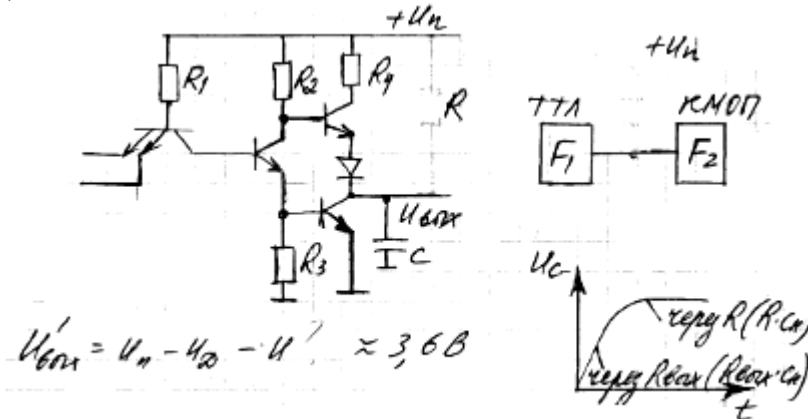 +Uп
R1
R2
R4
R
R3
Uвых
C
U'вых = Uп - UД - U' ≈ 3,6В
+Uп
ТТЛ
КМОП
F1
F2
Uc
через R(R·Cн)
через Rвых(Rвых·Cн)
t